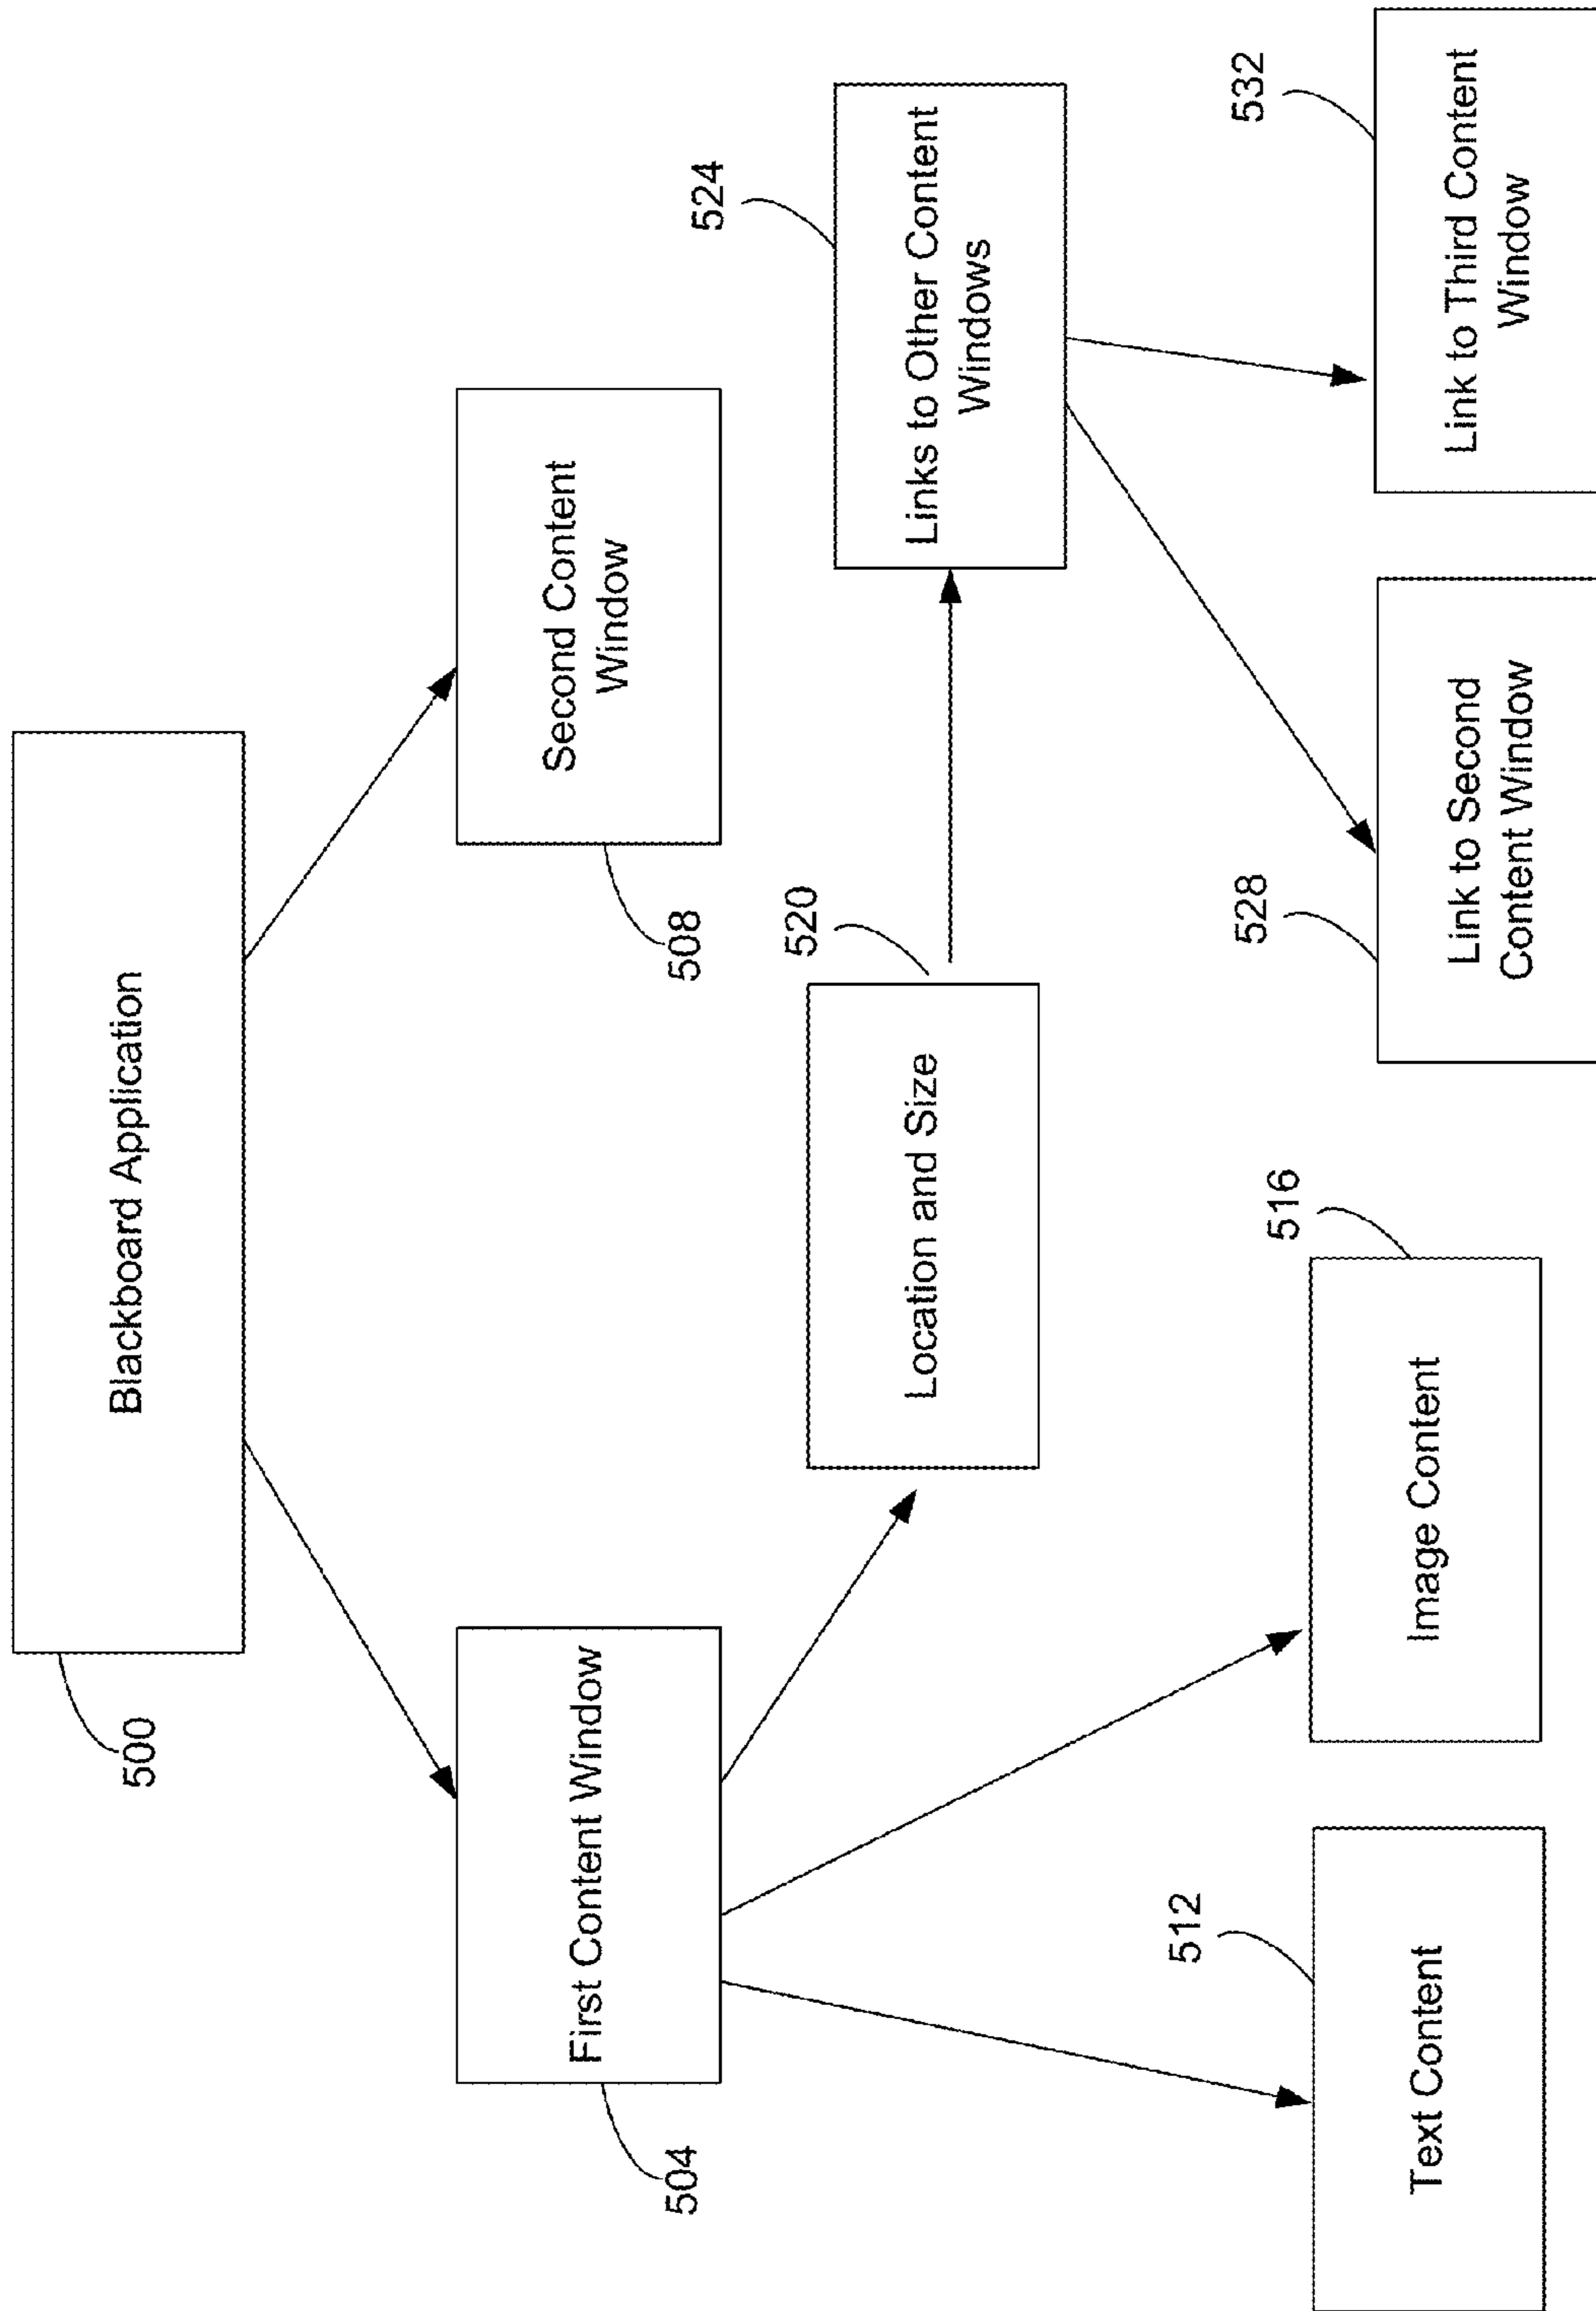 Blackboard Application
500
First Content Window
504
Second Content
Window
508
Location and Size
520
Links to Other Content
Windows
524
Text Content
512
Image Content
516
Link to Second
Content Window
528
Link to Third Content
Window
532